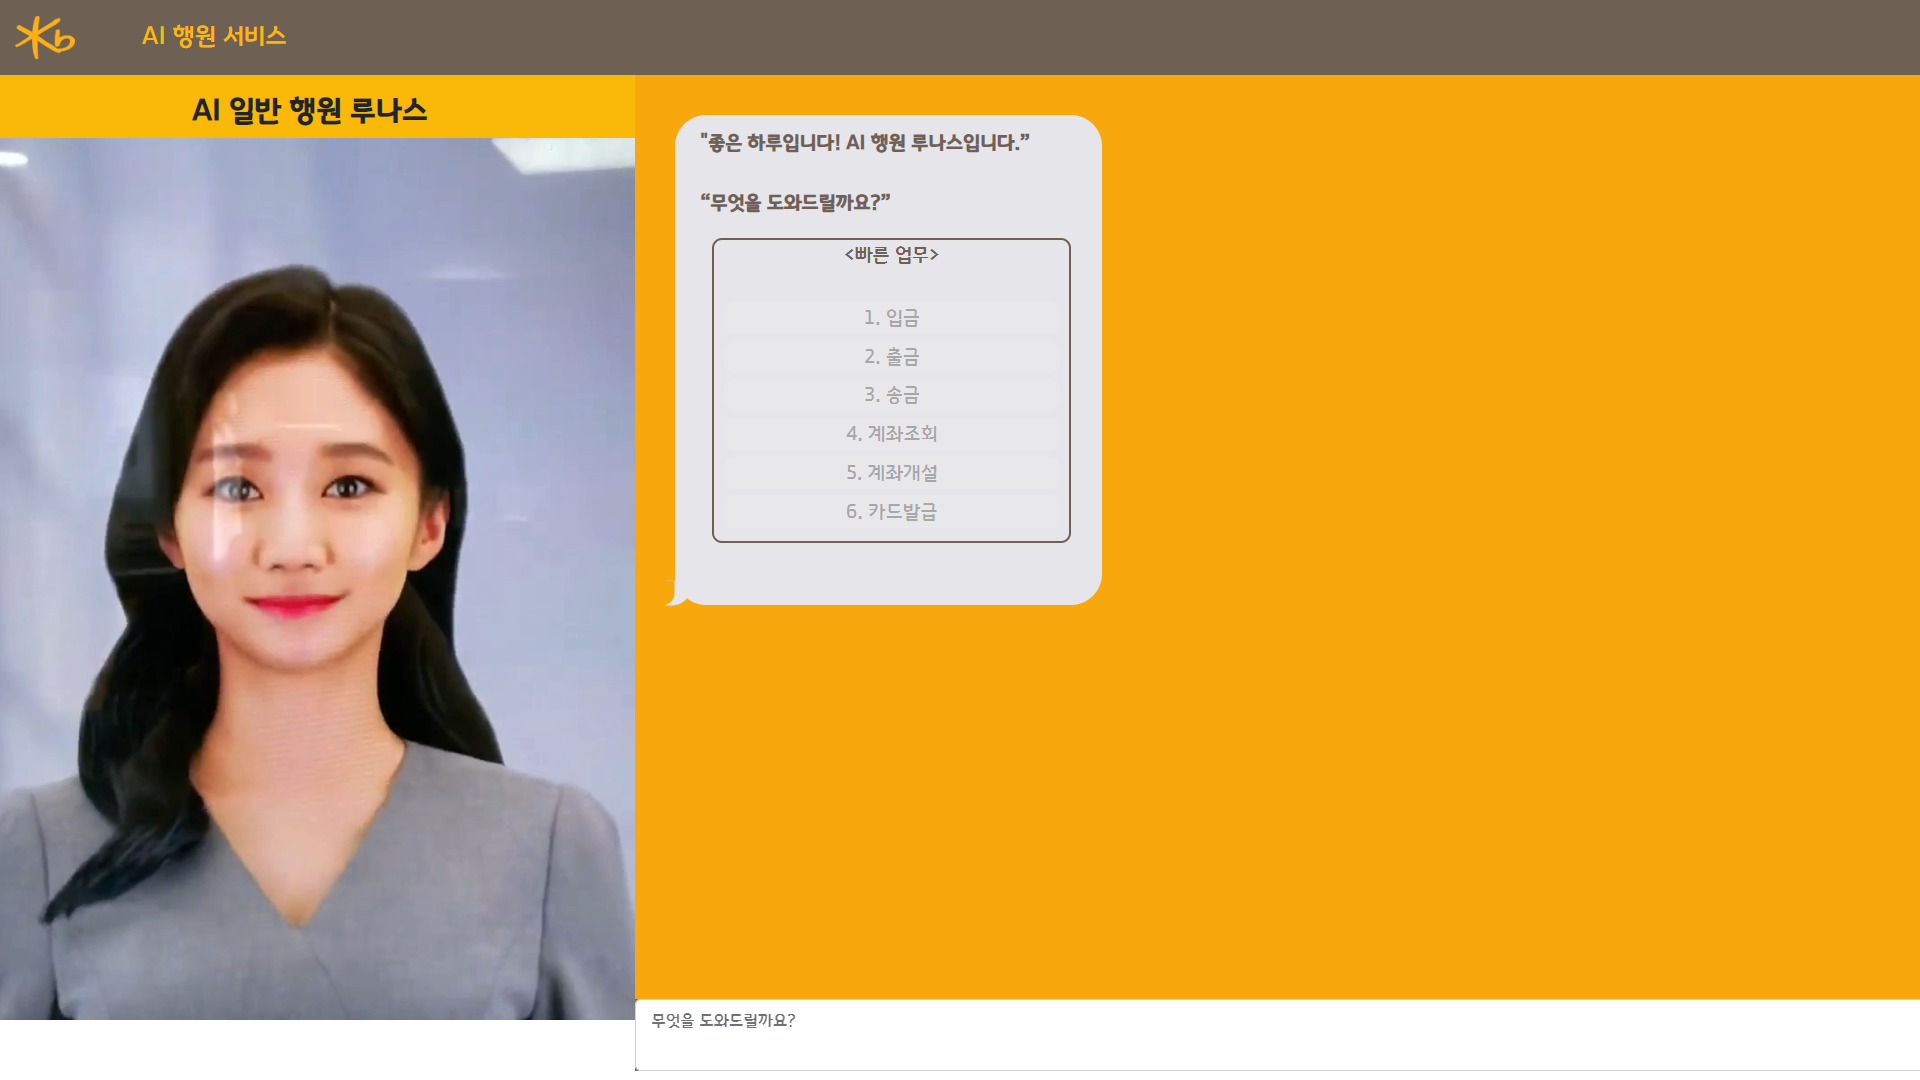 Kb
AI 행원 서비스
AI 일반 행원 루나스
"좋은 하루입니다! AI 행원 루나스입니다.”
“무엇을 도와드릴까요?”
<빠른 업무>
1. 입금
2. 출금
3. 송금
4. 계좌조회
5. 계좌개설
6. 카드발급
무엇을 도와드릴까요?